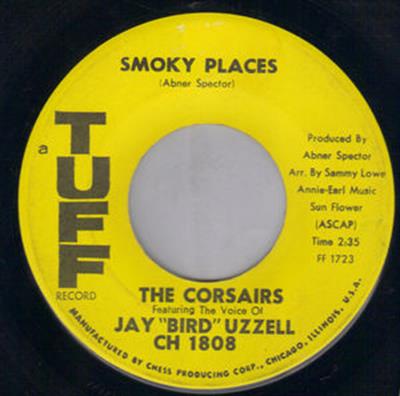 SMOKY PLACES
(Abner Spector)
a
TUFF
RECORD
Produced By
Abner Spector
Arr. By Sammy Lowe
Annie-Earl Music
Sun Flower
(ASCAP)
Time 2:35
FF 1723
THE CORSAIRS
Featuring The Voice Of
JAY "BIRD" UZZELL
CH 1808
MANUFACTURED BY CHESS PRODUCING CORP., CHICAGO, ILLINOIS, U.S.A.